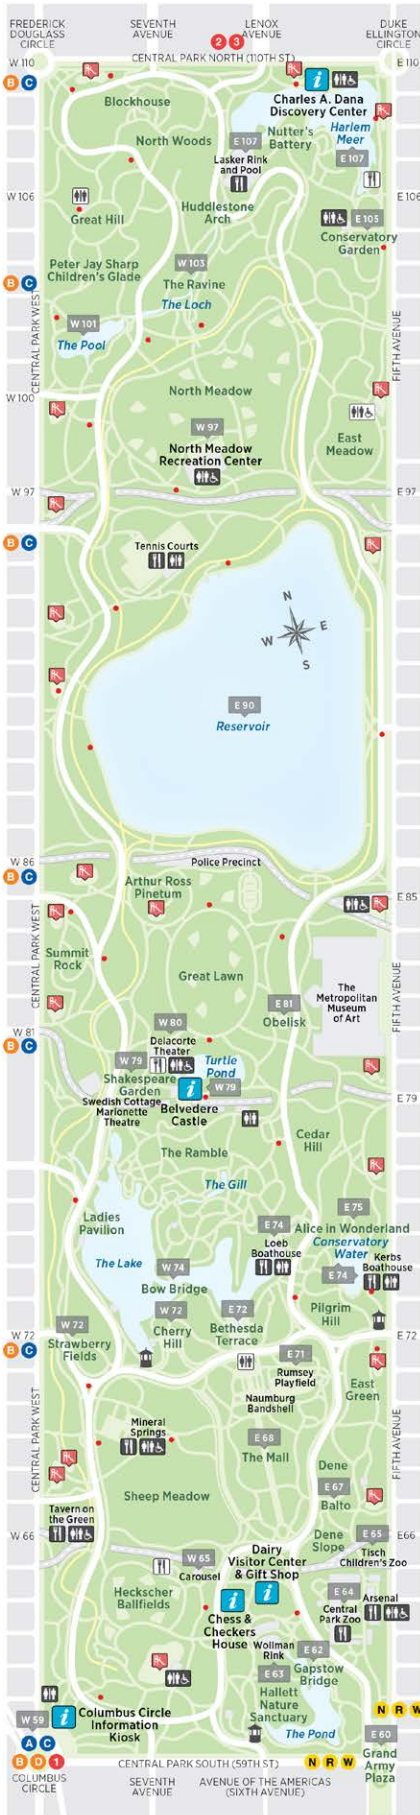 FREDERICK
DOUGLASS
CIRCLE
SEVENTH
AVENUE
LENOX
AVENUE
DUKE
ELLINGTON
CIRCLE
2 3
W 110
CENTRAL PARK NORTH (110TH ST)
E 110
B C
i
Charles A. Dana
Discovery Center
Blockhouse
North Woods
E 107
Nutter's
Battery
Harlem
Meer
E 107
Lasker Rink
and Pool
W 106
E 106
Great Hill
Huddlestone
Arch
E 105
Conservatory
Garden
Peter Jay Sharp
Children's Glade
W 103
The Ravine
B C
The Loch
CENTRAL PARK WEST
FIFTH AVENUE
W 101
The Pool
W 100
North Meadow
W 97
North Meadow
Recreation Center
East
Meadow
W 97
E 97
B C
Tennis Courts
N
W E
S
E 90
Reservoir
W 86
Police Precinct
B C
Arthur Ross
Pinetum
E 85
CENTRAL PARK WEST
FIFTH AVENUE
Summit
Rock
Great Lawn
The
Metropolitan
Museum
of Art
E 81
Obelisk
W 81
B C
W 80
Delacorte
Theater
W 79
Shakespeare
Garden
Turtle
Pond
i
W 79
Swedish Cottage
Marionette
Theatre
Belvedere
Castle
E 79
The Ramble
Cedar
Hill
The Gill
Ladies
Pavilion
E 75
Alice in Wonderland
E 74
Loeb
Boathouse
Conservatory
Water
E 74
Kerbs
Boathouse
The Lake
W 74
Bow Bridge
W 72
Cherry
Hill
E 72
Bethesda
Terrace
Pilgrim
Hill
W 72
E 72
B C
W 72
Strawberry
Fields
E 71
Rumsey
Playfield
East
Green
Naumburg
Bandshell
CENTRAL PARK WEST
FIFTH AVENUE
Mineral
Springs
E 68
The Mall
Dene
E 67
Balto
Sheep Meadow
Tavern on
the Green
W 66
Dene
Slope
E 65
E66
Tisch
Children's Zoo
Dairy
Visitor Center
& Gift Shop
W 65
Carousel
i
i
Chess &
Checkers
House
Heckscher
Ballfields
E 64
Central
Park Zoo
Arsenal
Wollman
Rink
E 62
Gapstow
Bridge
E 63
Hallett
Nature
Sanctuary
The Pond
W 59
i
Columbus Circle
Information
Kiosk
N R W
E 60
Grand
Army
Plaza
A C
B D 1
COLUMBUS
CIRCLE
CENTRAL PARK SOUTH (59TH ST)
N R W
SEVENTH
AVENUE
AVENUE OF THE AMERICAS
(SIXTH AVENUE)